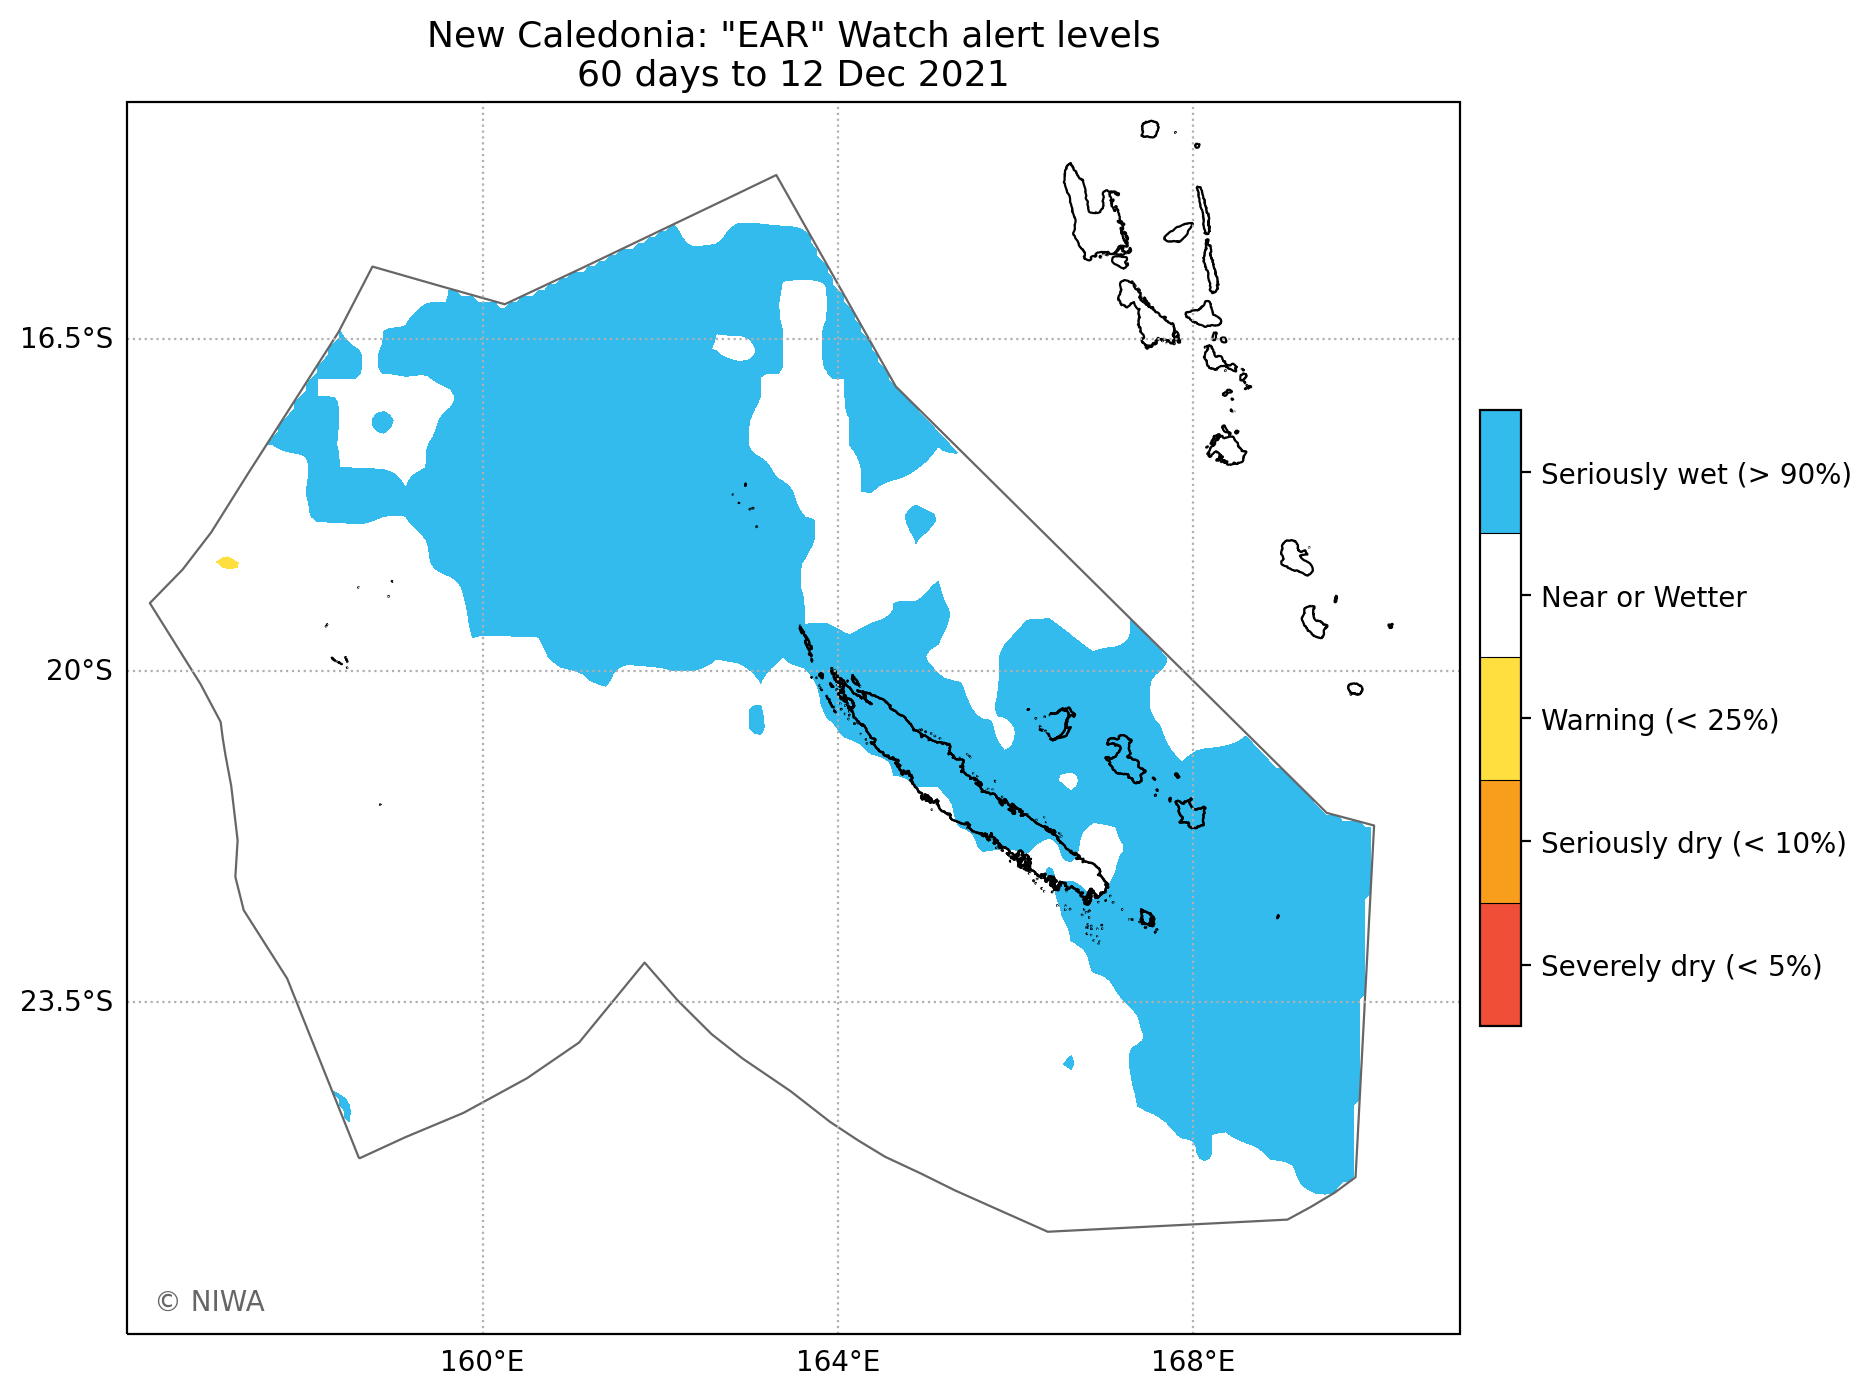 New Caledonia: "EAR" Watch alert levels
60 days to 12 Dec 2021
16.5°S
20°S
23.5°S
160°E
164°E
168°E
Seriously wet (> 90%)
Near or Wetter
Warning (< 25%)
Seriously dry (< 10%)
Severely dry (< 5%)
© NIWA